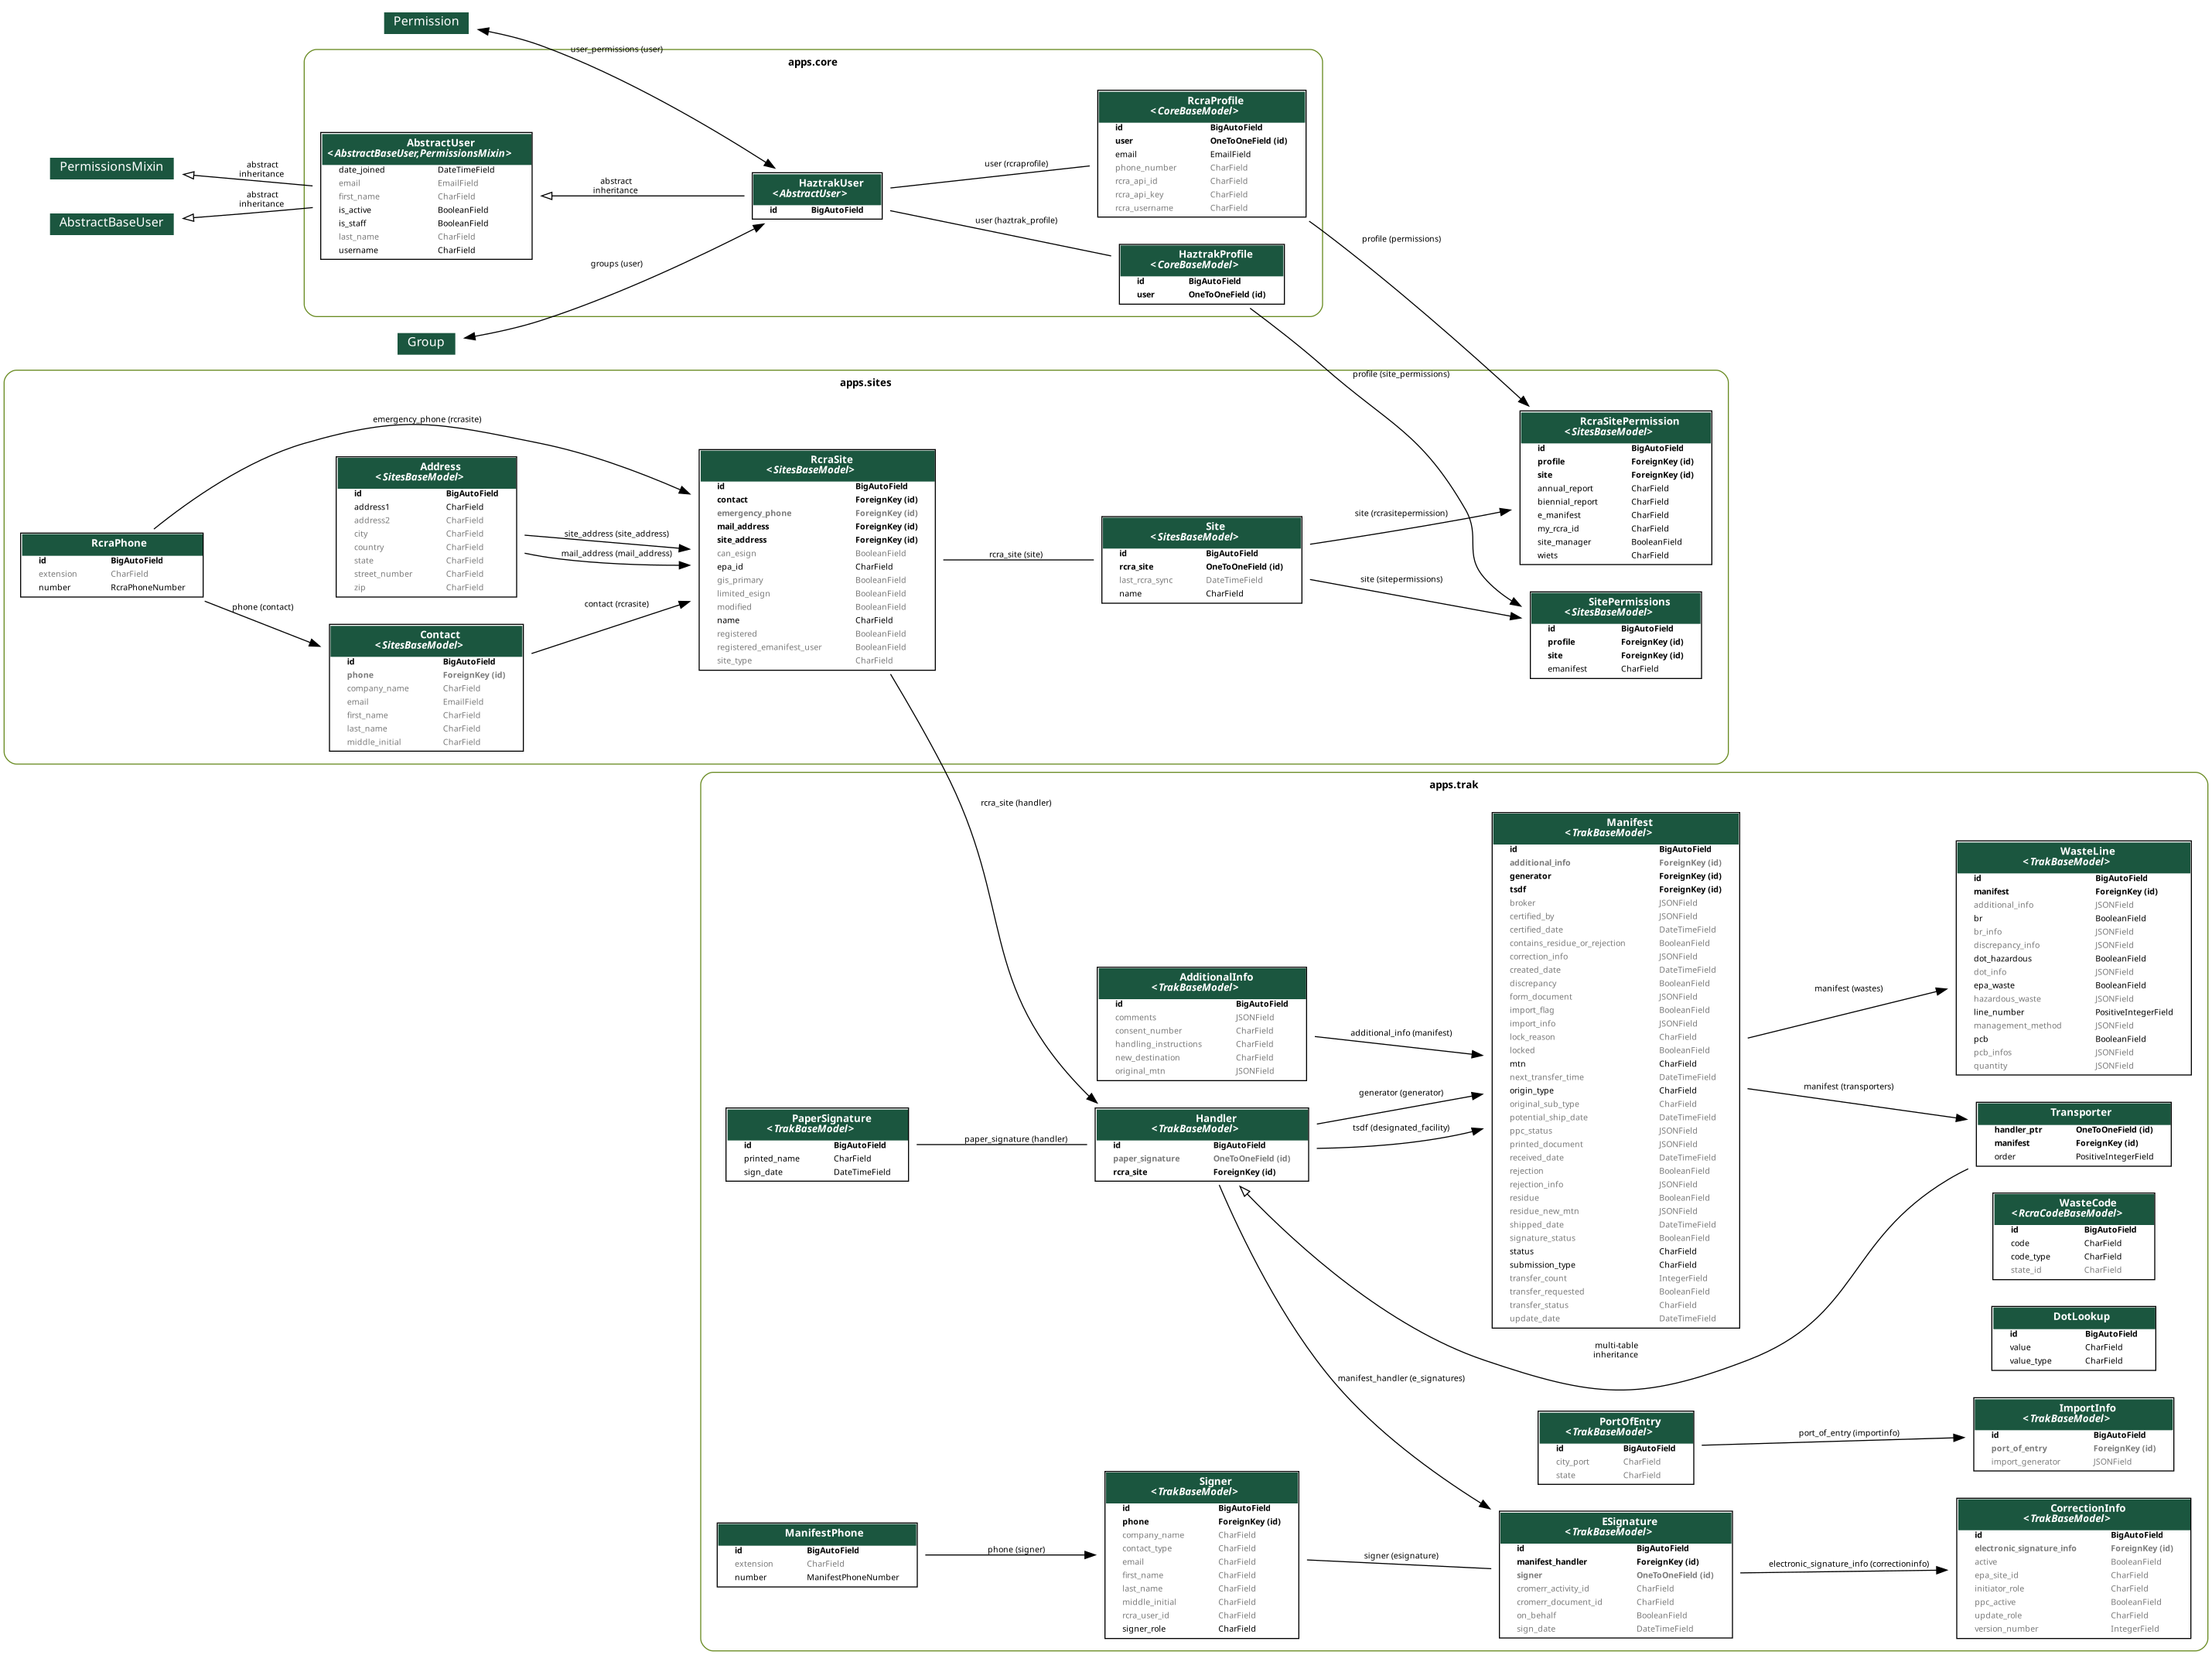 Permission
user_permissions (user)
apps.core
PermissionsMixin
abstract
inheritance
AbstractBaseUser
abstract
inheritance
AbstractUser
<AbstractBaseUser,PermissionsMixin>
date_joined DateTimeField
email EmailField
first_name CharField
is_active BooleanField
is_staff BooleanField
last_name CharField
username CharField
abstract
inheritance
HaztrakUser
<AbstractUser>
id BigAutoField
user (rcraprofile)
user (haztrak_profile)
RcraProfile
<CoreBaseModel>
id BigAutoField
user OneToOneField (id)
email EmailField
phone_number CharField
rcra_api_id CharField
rcra_api_key CharField
rcra_username CharField
HaztrakProfile
<CoreBaseModel>
id BigAutoField
user OneToOneField (id)
profile (permissions)
groups (user)
Group
profile (site_permissions)
apps.sites
emergency_phone (rcrasite)
RcraPhone
id BigAutoField
extension CharField
number RcraPhoneNumber
phone (contact)
Address
<SitesBaseModel>
id BigAutoField
address1 CharField
address2 CharField
city CharField
country CharField
state CharField
street_number CharField
zip CharField
site_address (site_address)
mail_address (mail_address)
Contact
<SitesBaseModel>
id BigAutoField
phone ForeignKey (id)
company_name CharField
email EmailField
first_name CharField
last_name CharField
middle_initial CharField
contact (rcrasite)
RcraSite
<SitesBaseModel>
id BigAutoField
contact ForeignKey (id)
emergency_phone ForeignKey (id)
mail_address ForeignKey (id)
site_address ForeignKey (id)
can_esign BooleanField
epa_id CharField
gis_primary BooleanField
limited_esign BooleanField
modified BooleanField
name CharField
registered BooleanField
registered_emanifest_user BooleanField
site_type CharField
rcra_site (site)
Site
<SitesBaseModel>
id BigAutoField
rcra_site OneToOneField (id)
last_rcra_sync DateTimeField
name CharField
site (rcrasitepermission)
site (sitepermissions)
RcraSitePermission
<SitesBaseModel>
id BigAutoField
profile ForeignKey (id)
site ForeignKey (id)
annual_report CharField
biennial_report CharField
e_manifest CharField
my_rcra_id CharField
site_manager BooleanField
wiets CharField
SitePermissions
<SitesBaseModel>
id BigAutoField
profile ForeignKey (id)
site ForeignKey (id)
emanifest CharField
apps.trak
rcra_site (handler)
PaperSignature
<TrakBaseModel>
id BigAutoField
printed_name CharField
sign_date DateTimeField
paper_signature (handler)
AdditionalInfo
<TrakBaseModel>
id BigAutoField
comments JSONField
consent_number CharField
handling_instructions CharField
new_destination CharField
original_mtn JSONField
additional_info (manifest)
Handler
<TrakBaseModel>
id BigAutoField
paper_signature OneToOneField (id)
rcra_site ForeignKey (id)
generator (generator)
tsdf (designated_facility)
Manifest
<TrakBaseModel>
id BigAutoField
additional_info ForeignKey (id)
generator ForeignKey (id)
tsdf ForeignKey (id)
broker JSONField
certified_by JSONField
certified_date DateTimeField
contains_residue_or_rejection BooleanField
correction_info JSONField
created_date DateTimeField
discrepancy BooleanField
form_document JSONField
import_flag BooleanField
import_info JSONField
lock_reason CharField
locked BooleanField
mtn CharField
next_transfer_time DateTimeField
origin_type CharField
original_sub_type CharField
potential_ship_date DateTimeField
ppc_status JSONField
printed_document JSONField
received_date DateTimeField
rejection BooleanField
rejection_info JSONField
residue BooleanField
residue_new_mtn JSONField
shipped_date DateTimeField
signature_status BooleanField
status CharField
submission_type CharField
transfer_count IntegerField
transfer_requested BooleanField
transfer_status CharField
update_date DateTimeField
manifest (wastes)
manifest (transporters)
WasteLine
<TrakBaseModel>
id BigAutoField
manifest ForeignKey (id)
additional_info JSONField
br BooleanField
br_info JSONField
discrepancy_info JSONField
dot_hazardous BooleanField
dot_info JSONField
epa_waste BooleanField
hazardous_waste JSONField
line_number PositiveIntegerField
management_method JSONField
pcb BooleanField
pcb_infos JSONField
quantity JSONField
Transporter
handler_ptr OneToOneField (id)
manifest ForeignKey (id)
order PositiveIntegerField
WasteCode
<RcraCodeBaseModel>
id BigAutoField
code CharField
code_type CharField
state_id CharField
DotLookup
id BigAutoField
value CharField
value_type CharField
multi-table
inheritance
manifest_handler (e_signatures)
PortOfEntry
<TrakBaseModel>
id BigAutoField
city_port CharField
state CharField
port_of_entry (importinfo)
ImportInfo
<TrakBaseModel>
id BigAutoField
port_of_entry ForeignKey (id)
import_generator JSONField
ManifestPhone
id BigAutoField
extension CharField
number ManifestPhoneNumber
phone (signer)
Signer
<TrakBaseModel>
id BigAutoField
phone ForeignKey (id)
company_name CharField
contact_type CharField
email CharField
first_name CharField
last_name CharField
middle_initial CharField
rcra_user_id CharField
signer_role CharField
signer (esignature)
ESignature
<TrakBaseModel>
id BigAutoField
manifest_handler ForeignKey (id)
signer OneToOneField (id)
cromerr_activity_id CharField
cromerr_document_id CharField
on_behalf BooleanField
sign_date DateTimeField
electronic_signature_info (correctioninfo)
CorrectionInfo
<TrakBaseModel>
id BigAutoField
electronic_signature_info ForeignKey (id)
active BooleanField
epa_site_id CharField
initiator_role CharField
ppc_active BooleanField
update_role CharField
version_number IntegerField